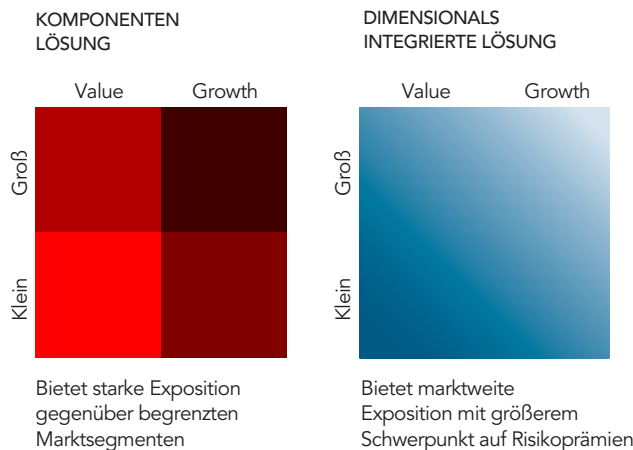 KOMPONENTEN
LÖSUNG
Value Growth
Groß
Klein
Bietet starke Exposition
gegenüber begrenzten
Marktsegmenten
DIMENSIONALS
INTEGRIERTE LÖSUNG
Value Growth
Groß
Klein
Bietet marktweite
Exposition mit größerem
Schwerpunkt auf Risikoprämien